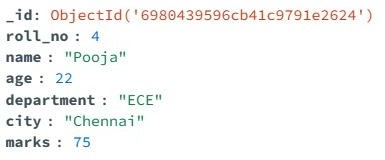 _id: ObjectId('6980439596cb41c9791e2624')
roll_no : 4
name : "Pooja"
age : 22
department : "ECE"
city : "Chennai"
marks : 75